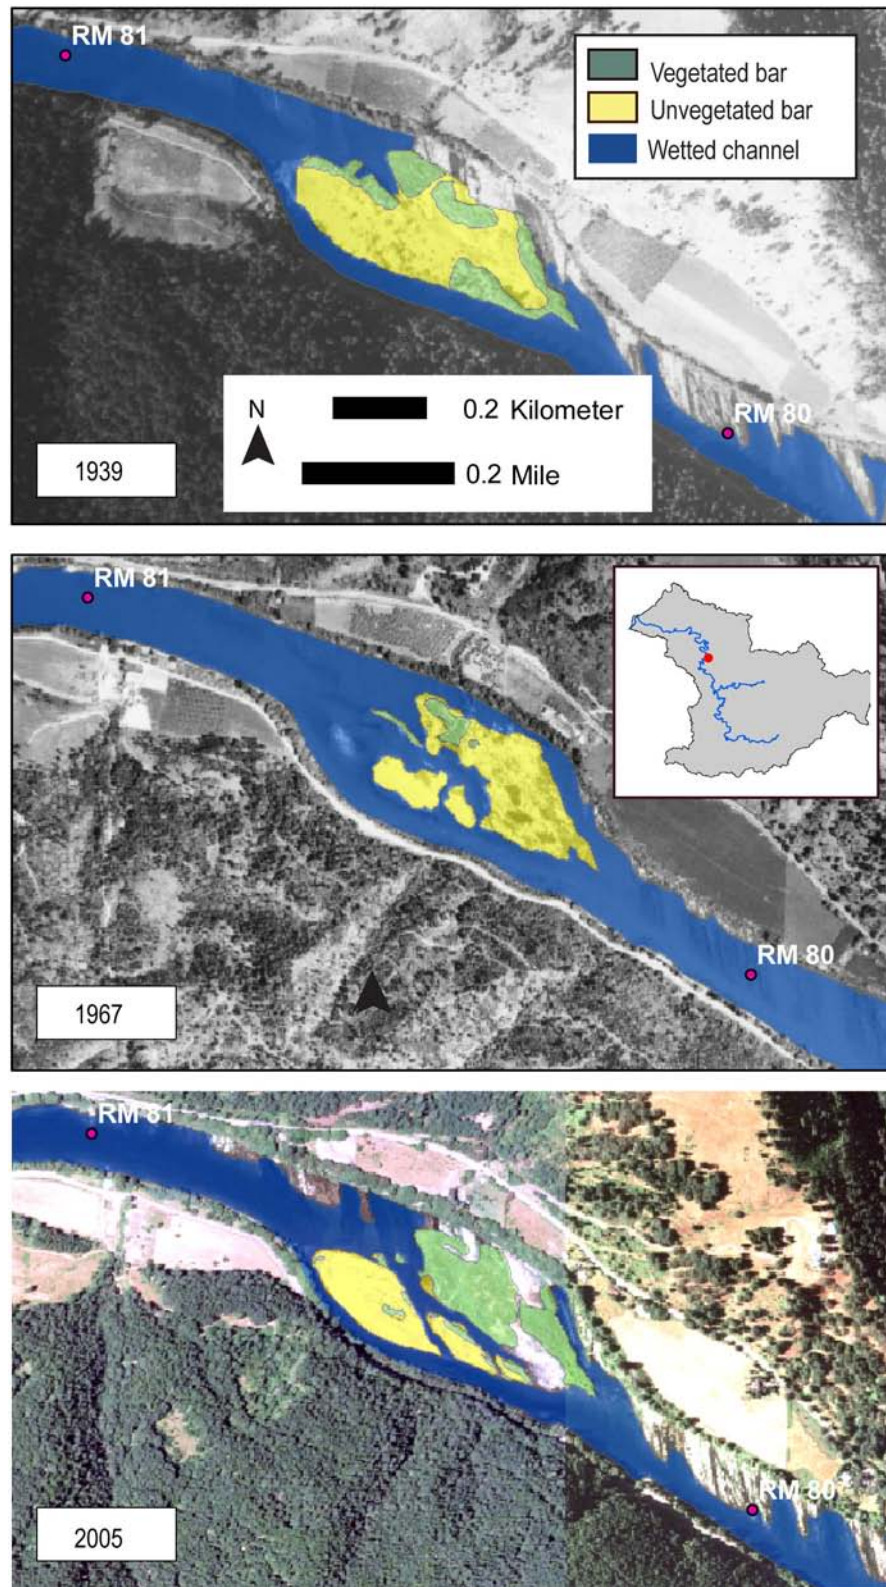 RM 81
Vegetated bar
Unvegetated bar
Wetted channel
N
0.2 Kilometer
0.2 Mile
RM 80
1939
RM 81
RM 80
1967
RM 81
RM 80*
2005